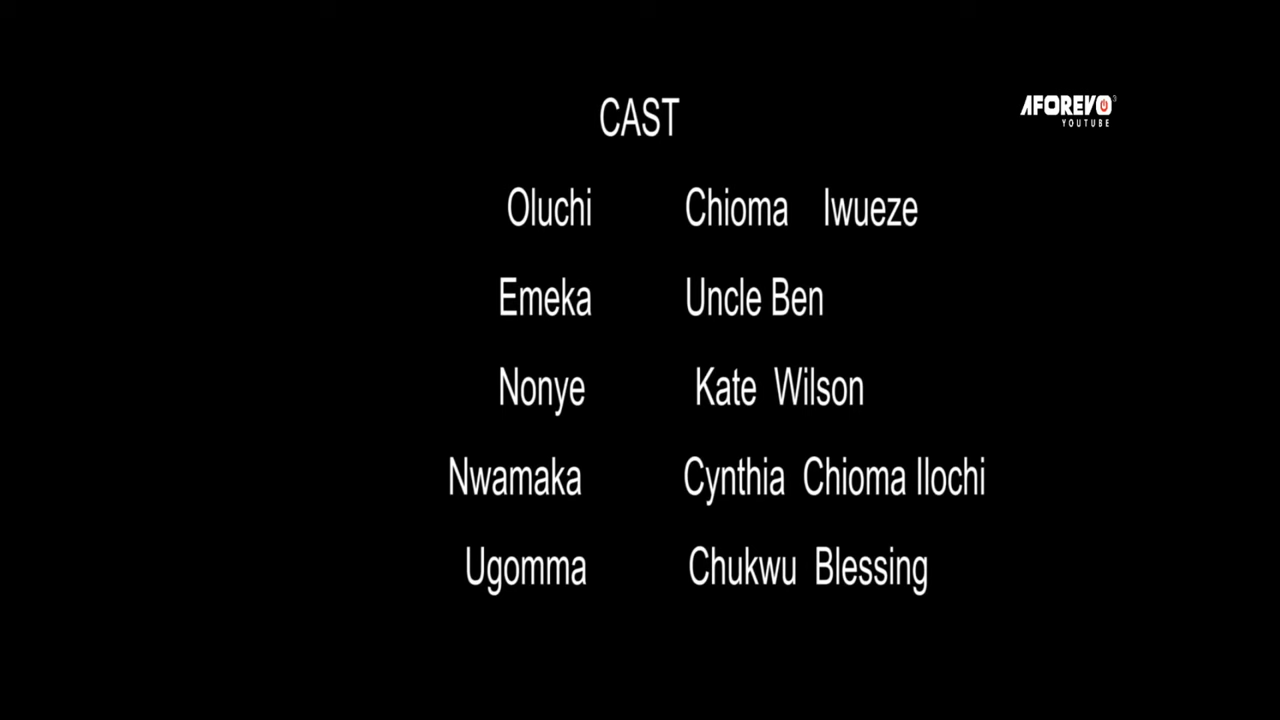 CAST
AFOREVO
YOUTUBE
Oluchi Chioma Iwueze
Emeka Uncle Ben
Nonye Kate Wilson
Nwamaka Cynthia Chioma Ilochi
Ugomma Chukwu Blessing